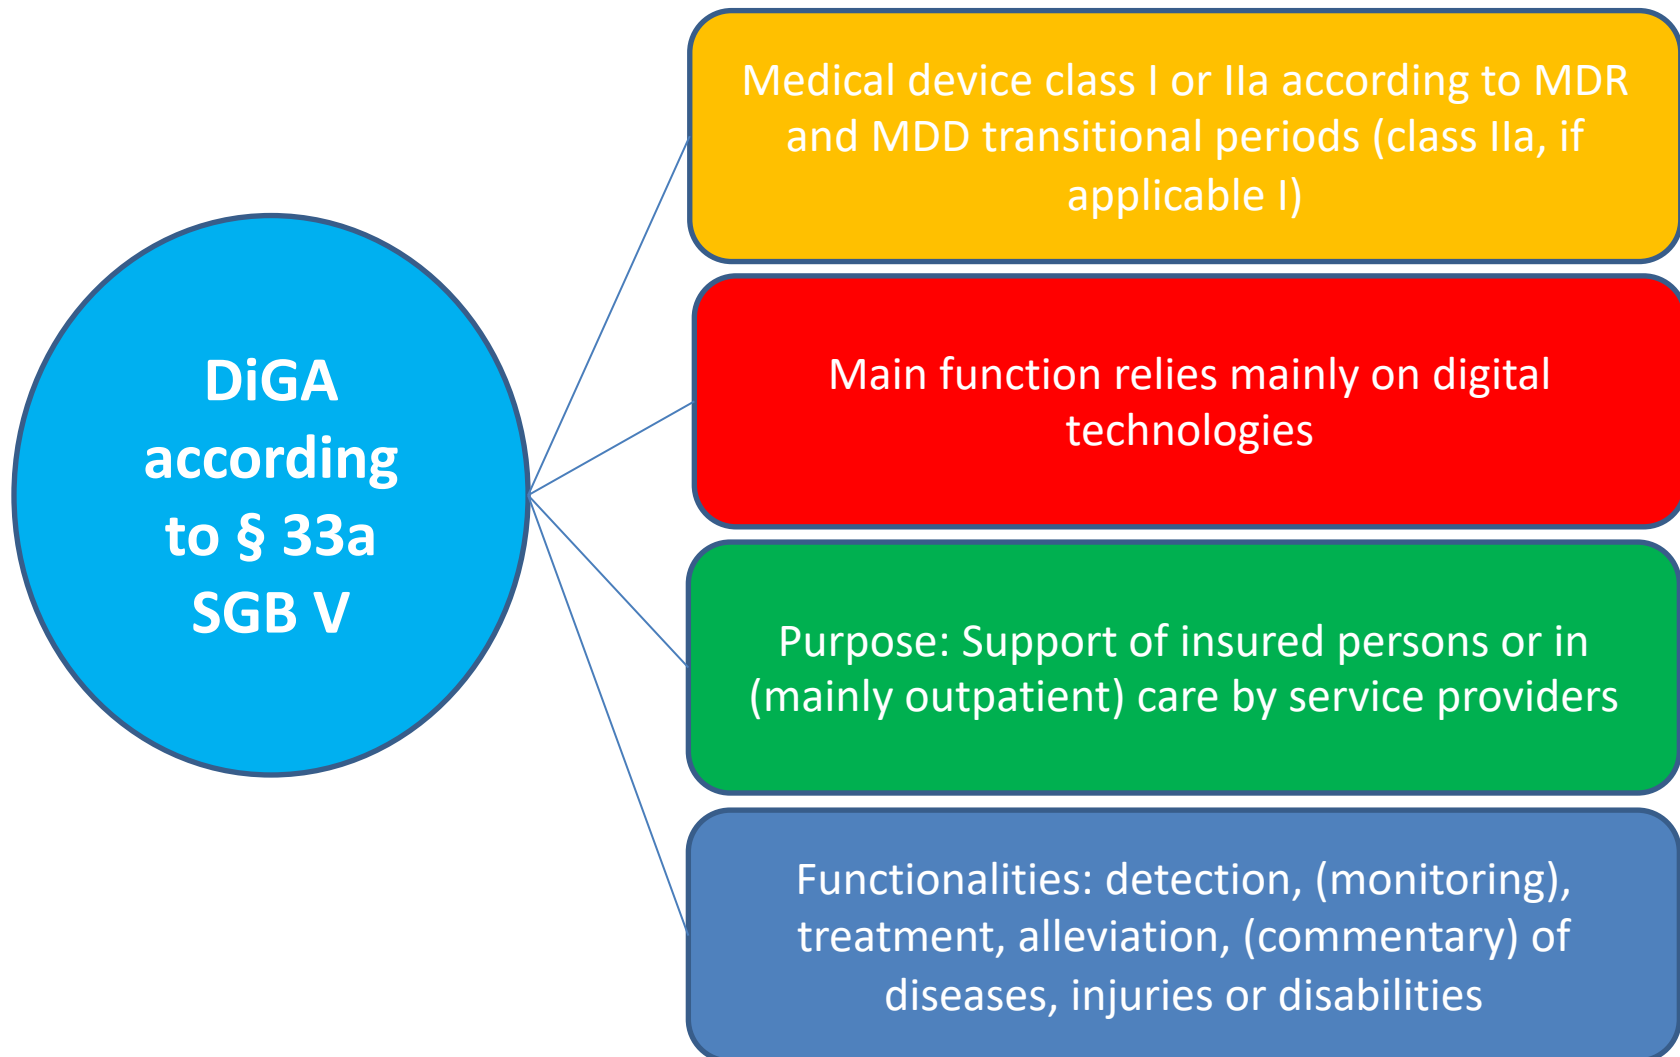 DiGA
according
to § 33a
SGB V
Medical device class I or IIa according to MDR
and MDD transitional periods (class IIa, if
applicable I)
Main function relies mainly on digital
technologies
Purpose: Support of insured persons or in
(mainly outpatient) care by service providers
Functionalities: detection, (monitoring),
treatment, alleviation, (commentary) of
diseases, injuries or disabilities